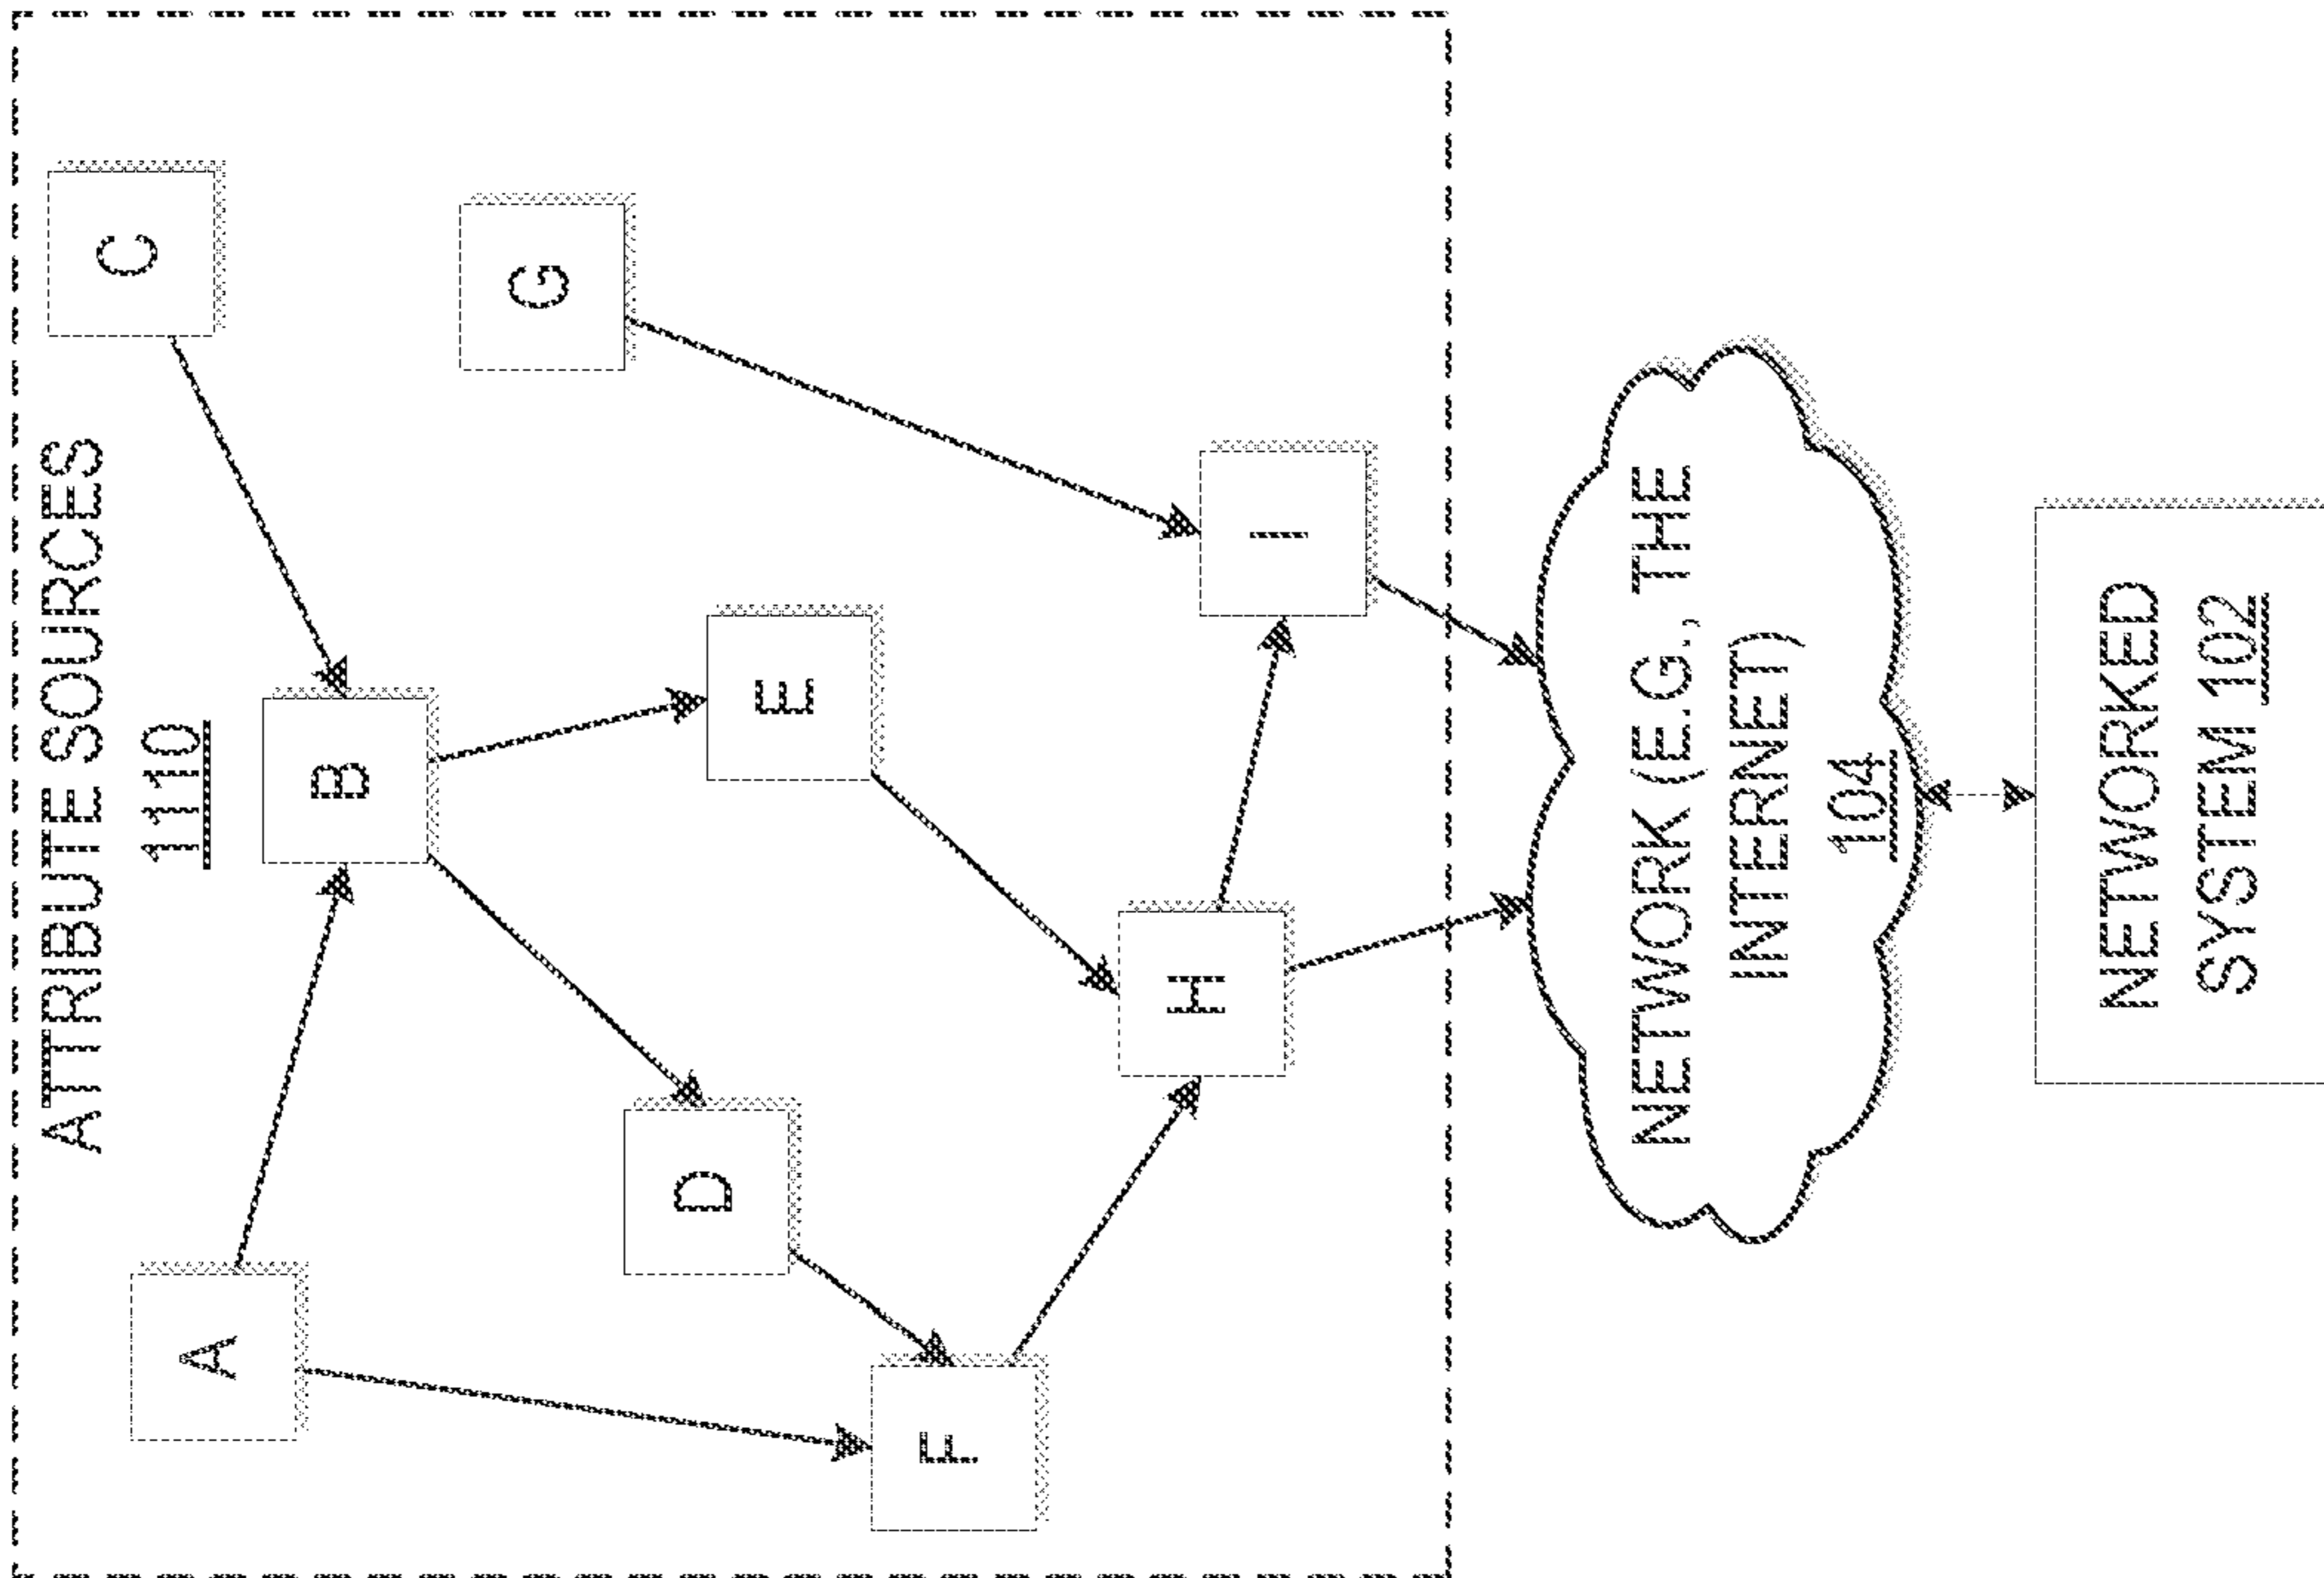 ATTRIBUTE SOURCES
1110
A
B
C
D
E
F
G
H
I
NETWORK (E.G., THE
INTERNET)
104
NETWORKED
SYSTEM 102